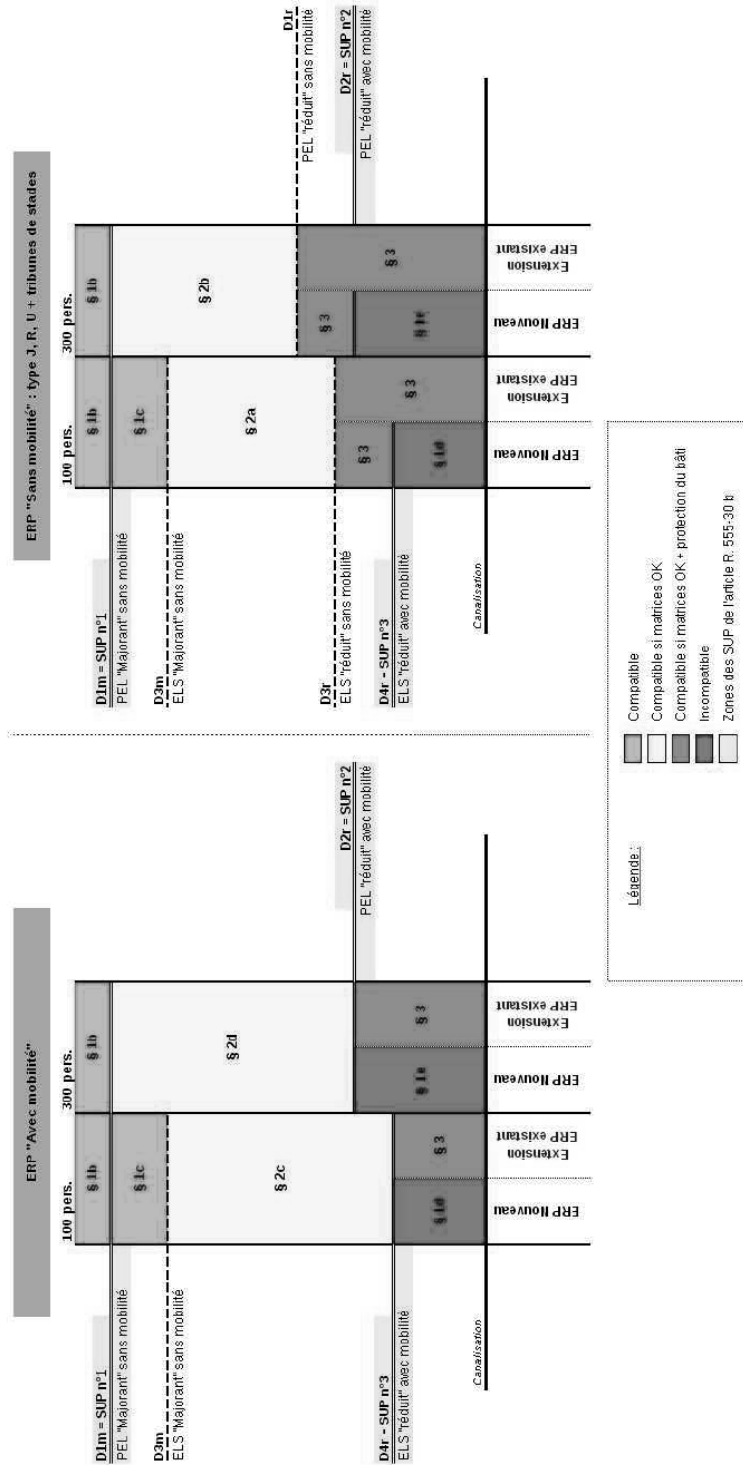 ERP "Avec mobilité"
100 pers.
300 pers.
D1m = SUP n°1
PEL "Majorant" sans mobilité
D3m
ELS "Majorant" sans mobilité
§ 1b
§ 1b
§ 1c
§ 2c
§ 2d
D2r = SUP n°2
PEL "réduit" avec mobilité
D4r - SUP n°3
ELS "réduit" avec mobilité
§ 1d
§ 3
§ 1e
§ 3
Canalisation
ERP Nouveau
Extension
ERP existant
ERP Nouveau
Extension
ERP existant
ERP "Sans mobilité" : type J, R, U + tribunes de stades
100 pers.
300 pers.
D1m = SUP n°1
PEL "Majorant" sans mobilité
D3m
ELS "Majorant" sans mobilité
§ 1b
§ 1b
§ 1c
§ 2a
§ 2b
D1r
PEL "réduit" sans mobilité
D3r
ELS "réduit" sans mobilité
D2r = SUP n°2
PEL "réduit" avec mobilité
D4r - SUP n°3
ELS "réduit" avec mobilité
§ 3
§ 1d
§ 3
§ 3
§ 1e
§ 3
Canalisation
ERP Nouveau
Extension
ERP existant
ERP Nouveau
Extension
ERP existant
Légende :
Compatible
Compatible si matrices OK
Compatible si matrices OK + protection du bâti
Incompatible
Zones des SUP de l'article R. 555-30 b